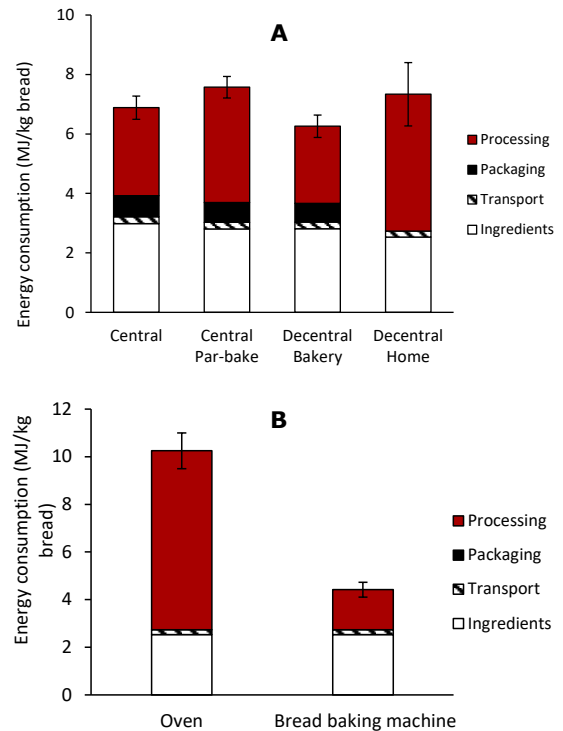 A
Energy consumption (MJ/kg bread)
10
8
6
4
2
0
Processing
Packaging
Transport
Ingredients
Central
Central
Par-bake
Decentral
Bakery
Decentral
Home
B
Energy consumption (MJ/kg
bread)
12
10
8
6
4
2
0
Processing
Packaging
Transport
Ingredients
Oven
Bread baking machine